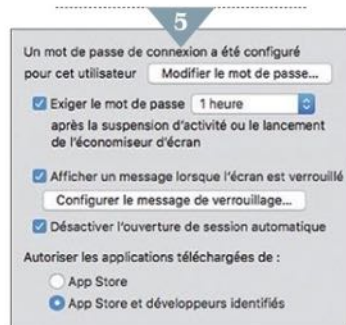 5
Un mot de passe de connexion a été configuré
pour cet utilisateur Modifier le mot de passe...
Exiger le mot de passe 1 heure
après la suspension d'activité ou le lancement
de l'économiseur d'écran
Afficher un message lorsque l'écran est verrouillé
Configurer le message de verrouillage...
Désactiver l'ouverture de session automatique
Autoriser les applications téléchargées de :
App Store
App Store et développeurs identifiés